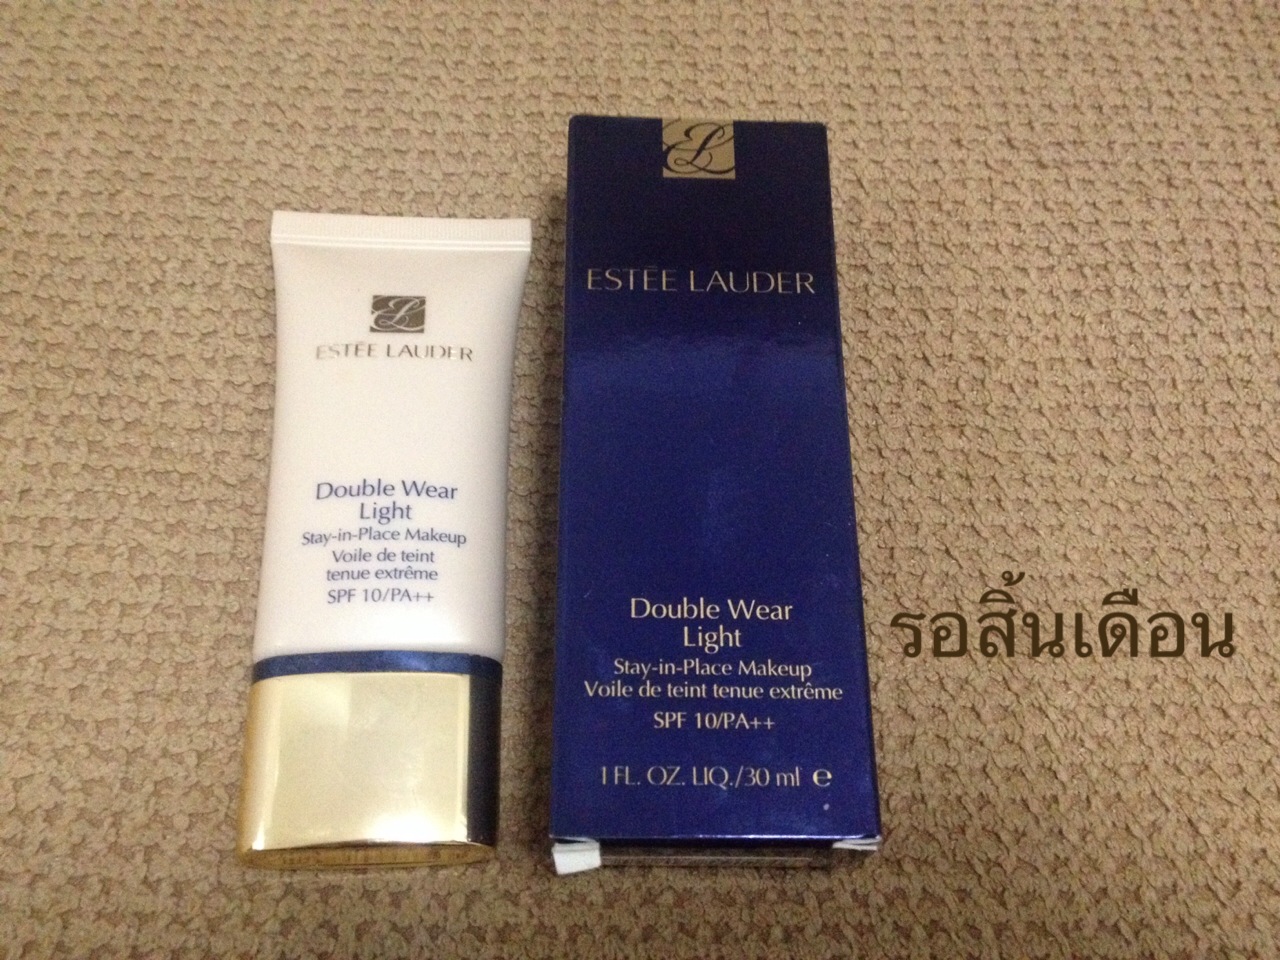 ESTÉE LAUDER
Double Wear
Light
Stay-in-Place Makeup
Voile de teint
tenue extrême
SPF 10/PA++
ESTÉE LAUDER
Double Wear
Light
Stay-in-Place Makeup
Voile de teint tenue extrême
SPF 10/PA++
1 FL. OZ. LIQ./30 ml ℮
รอสิ้นเดือน